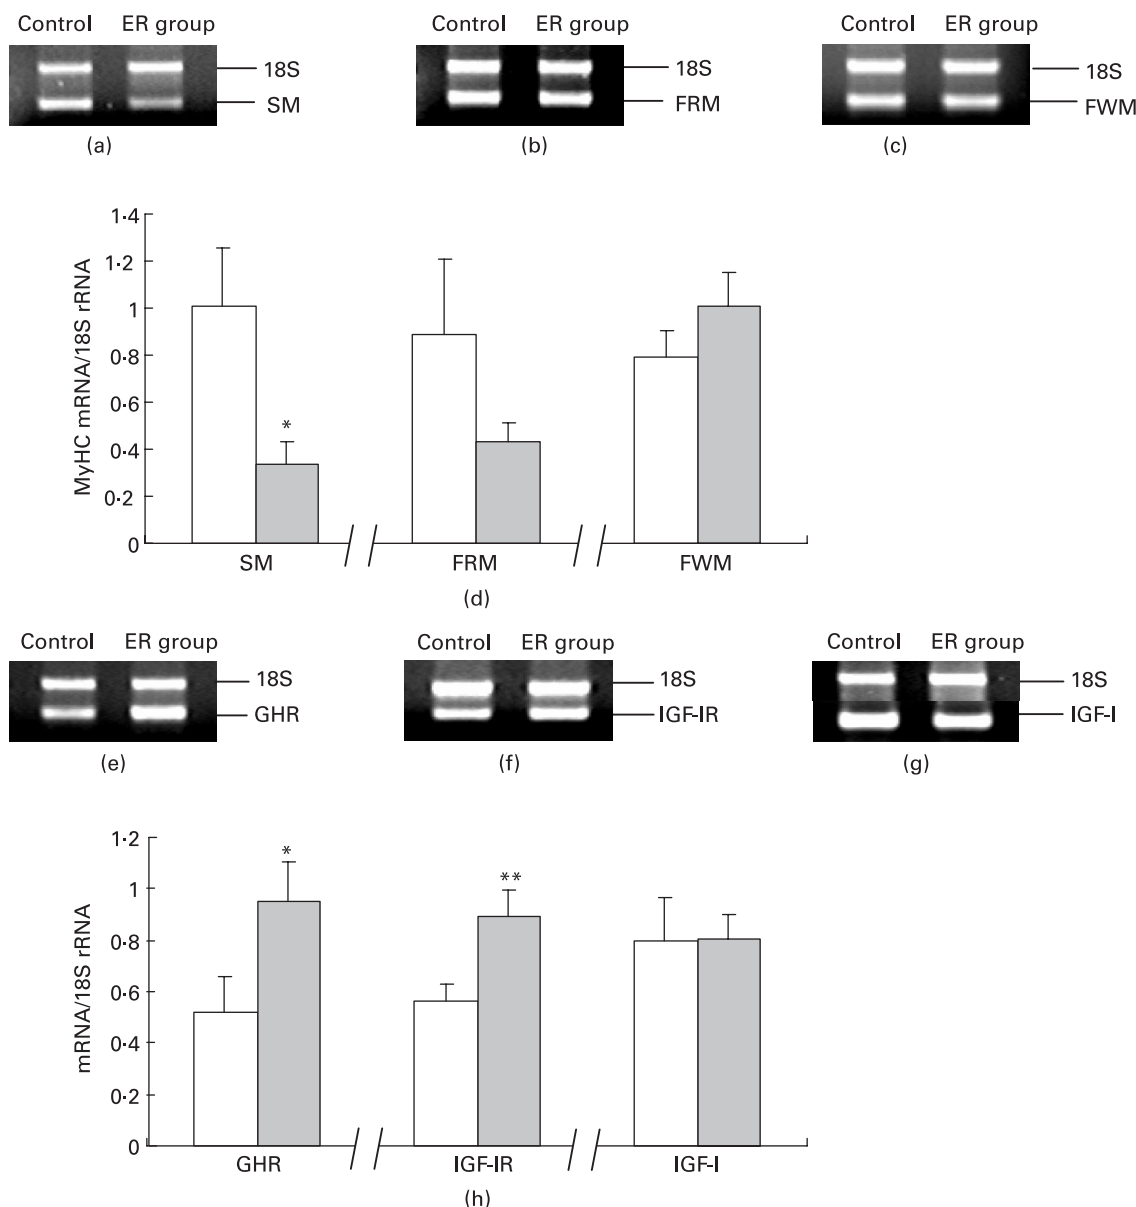 Control ER group
18S
SM
(a)
Control ER group
18S
FRM
(b)
Control ER group
18S
FWM
(c)
MyHC mRNA/18S rRNA
1·4
1·2
1
0·8
0·6
0·4
0·2
0
*
SM FRM FWM
(d)
Control ER group
18S
GHR
(e)
Control ER group
18S
IGF-IR
(f)
Control ER group
18S
IGF-I
(g)
mRNA/18S rRNA
1·2
1
0·8
0·6
0·4
0·2
0
*
**
GHR IGF-IR IGF-I
(h)